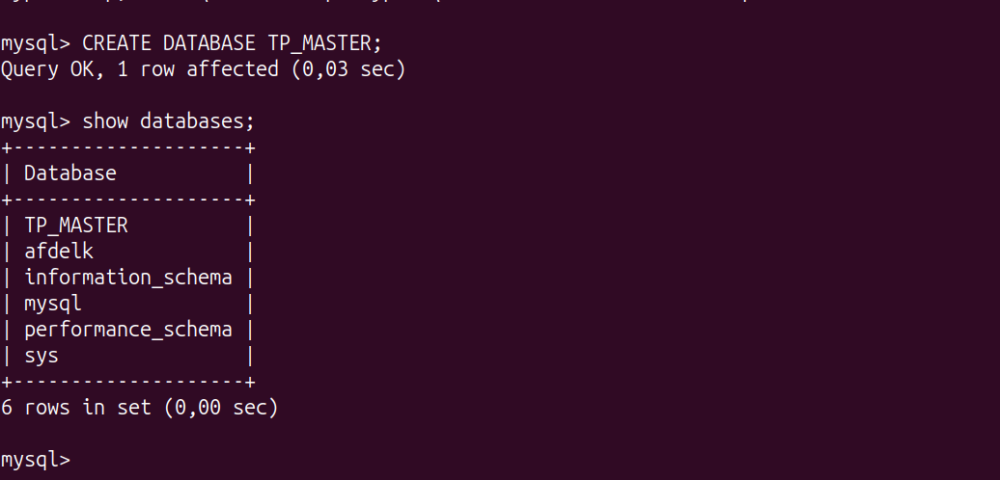 mysql> CREATE DATABASE TP_MASTER;
Query OK, 1 row affected (0,03 sec)
mysql> show databases;
+--------------------+
| Database           |
+--------------------+
| TP_MASTER          |
| afdelk             |
| information_schema |
| mysql              |
| performance_schema |
| sys                |
+--------------------+
6 rows in set (0,00 sec)
mysql>